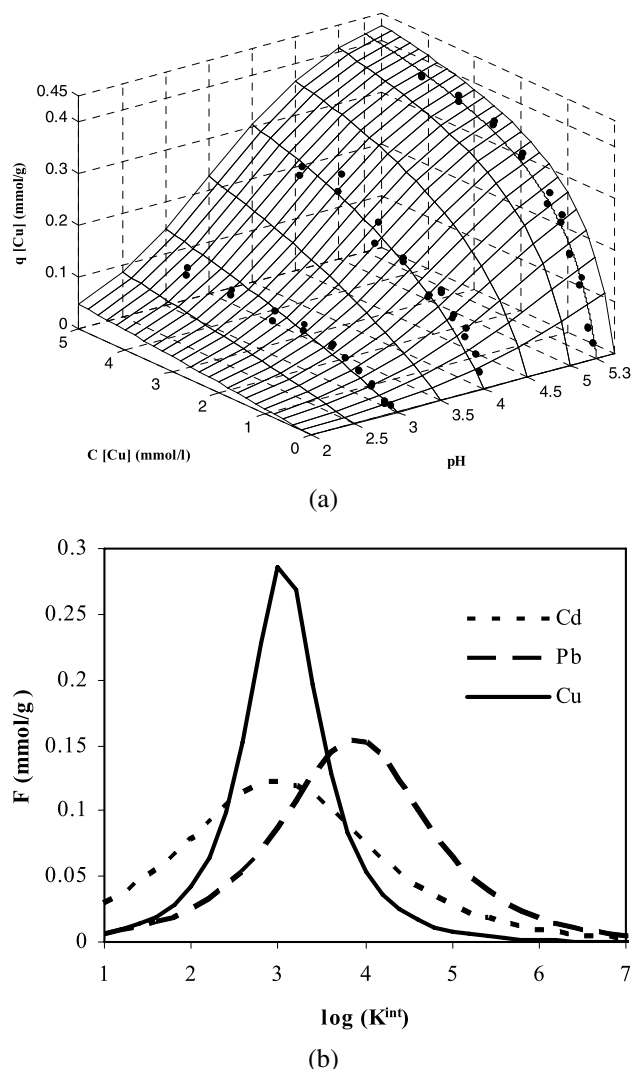 q [Cu] (mmol/g)
0.45
0.4
0.3
0.2
0.1
0
5
4
3
2
1
0
C [Cu] (mmol/l)
2
2.5
3
3.5
4
4.5
5
5.3
pH
(a)
F (mmol/g)
0.3
0.25
0.2
0.15
0.1
0.05
0
Cd
Pb
Cu
1 2 3 4 5 6 7
log (K^int)
(b)